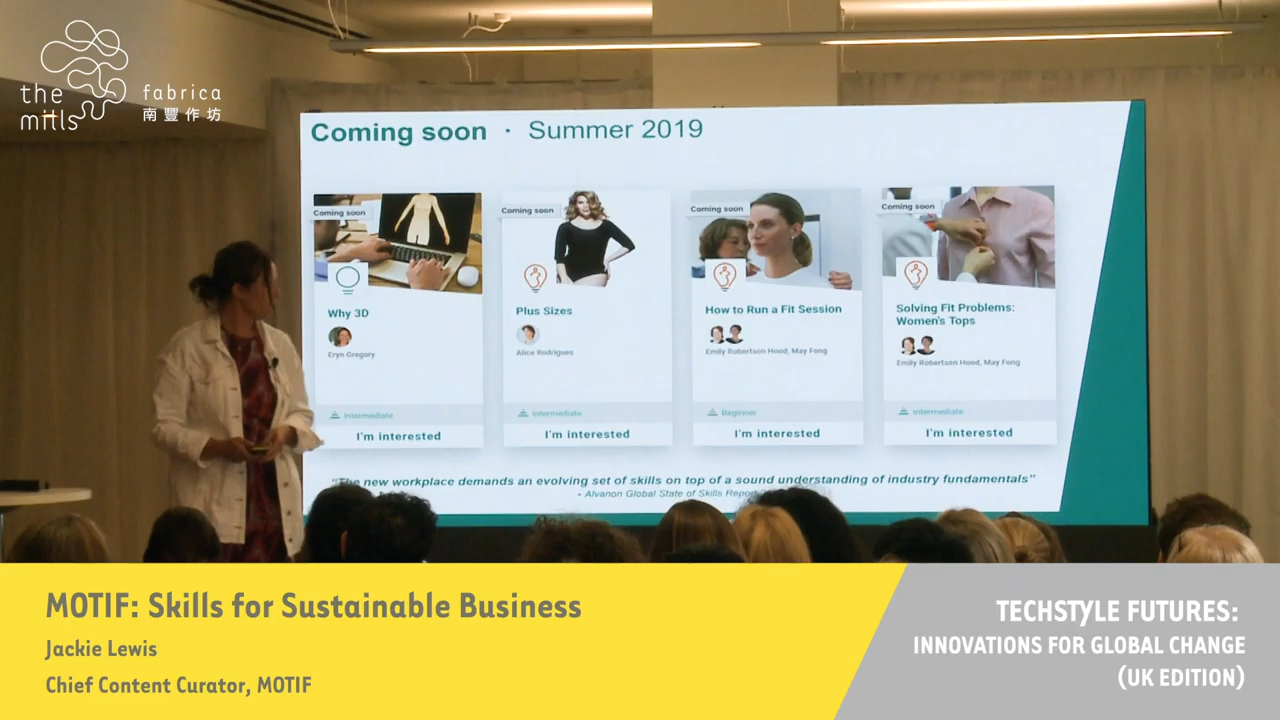 the
mills
fabrica
南豐作坊
Coming soon · Summer 2019
Coming soon
Why 3D
Eryn Gregory
Intermediate
I'm interested
Coming soon
Plus Sizes
Alice Rodrigues
Intermediate
I'm interested
Coming soon
How to Run a Fit Session
Emily Robertson Hood, May Fong
Beginner
I'm interested
Coming soon
Solving Fit Problems:
Women's Tops
Emily Robertson Hood, May Fong
Intermediate
I'm interested
"The new workplace demands an evolving set of skills on top of a sound understanding of industry fundamentals"
- Alvanon Global State of Skills Report
MOTIF: Skills for Sustainable Business
Jackie Lewis
Chief Content Curator, MOTIF
TECHSTYLE FUTURES:
INNOVATIONS FOR GLOBAL CHANGE
(UK EDITION)